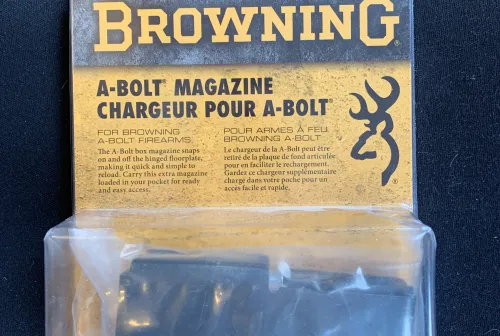 BROWNING®
A-BOLT® MAGAZINE
CHARGEUR POUR A-BOLT®
FOR BROWNING
A-BOLT FIREARMS
The A-Bolt box magazine snaps
on and off the hinged floorplate,
making it quick and simple to
reload. Carry this extra magazine
loaded in your pocket for ready
and easy access.
POUR ARMES A FEU
BROWNING A-BOLT
Le chargeur de la A-Bolt peut être
retiré de la plaque de fond articulée
pour en faciliter le rechargement.
Gardez ce chargeur supplémentaire
chargé dans votre poche pour un
accès facile et rapide.